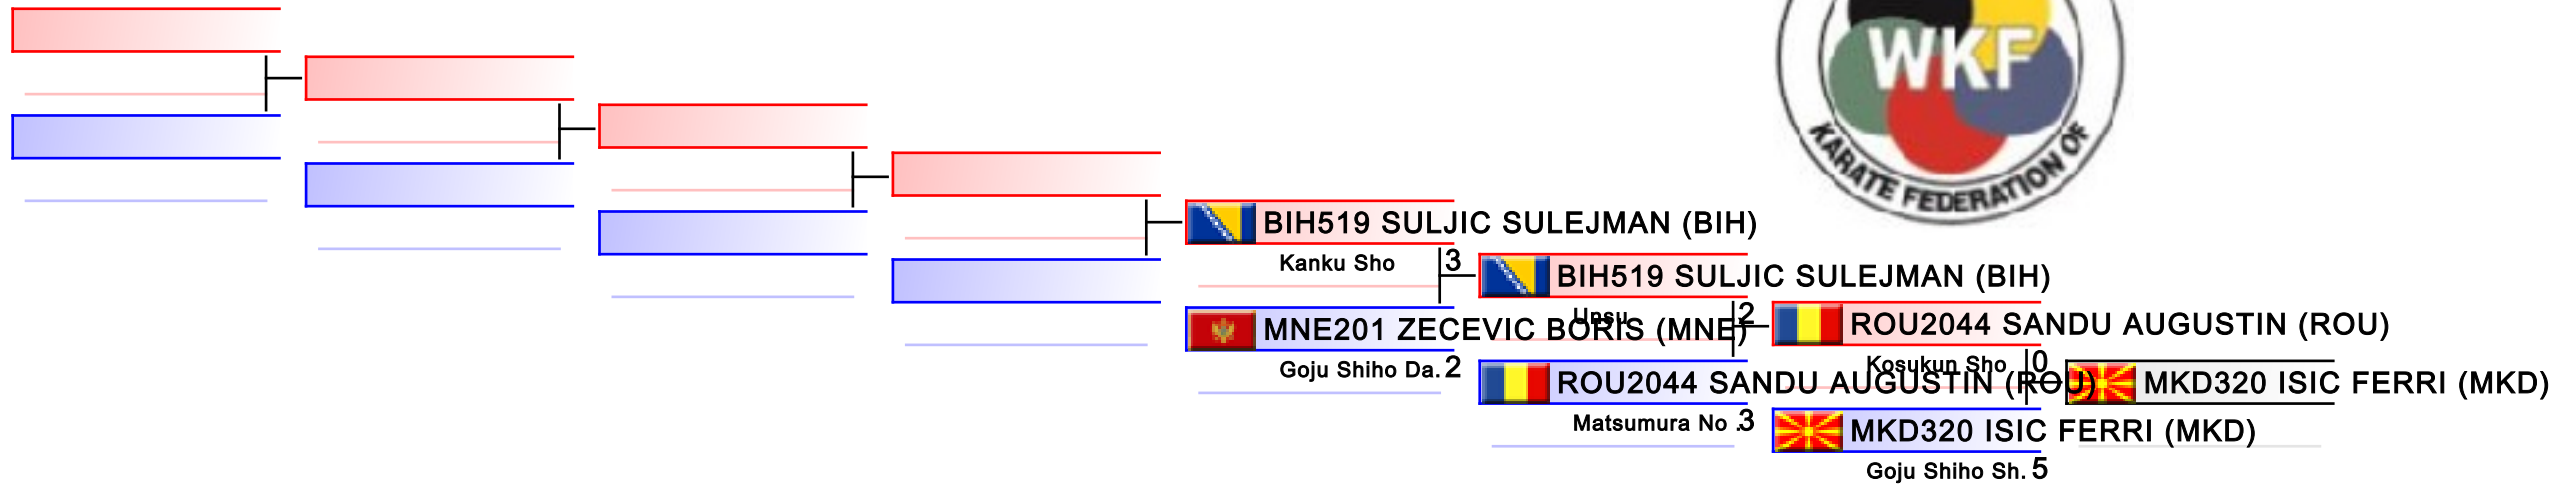 WKF
KARATE FEDERATION OF
BIH519 SULJIC SULEJMAN (BIH)
Kanku Sho 3
BIH519 SULJIC SULEJMAN (BIH)
Unsu 2
MNE201 ZECEVIC BORIS (MNE)
Goju Shiho Da. 2
ROU2044 SANDU AUGUSTIN (ROU)
Kosukun Sho 0
ROU2044 SANDU AUGUSTIN (ROU)
Matsumura No . 3
MKD320 ISIC FERRI (MKD)
MKD320 ISIC FERRI (MKD)
Goju Shiho Sh. 5